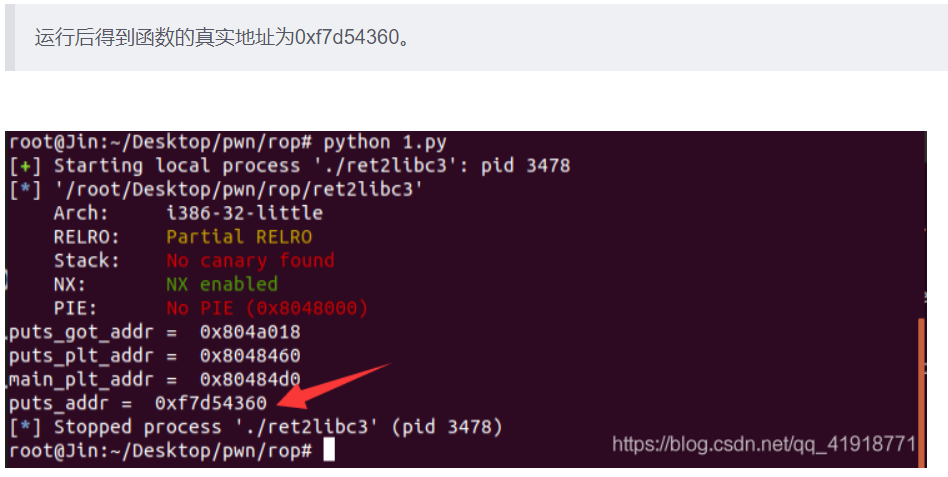 运行后得到函数的真实地址为0xf7d54360。
root@Jin:~/Desktop/pwn/rop# python 1.py
[+] Starting local process './ret2libc3': pid 3478
[*] '/root/Desktop/pwn/rop/ret2libc3'
Arch: i386-32-little
RELRO: Partial RELRO
Stack: No canary found
NX: NX enabled
PIE: No PIE (0x8048000)
puts_got_addr = 0x804a018
puts_plt_addr = 0x8048460
main_plt_addr = 0x80484d0
puts_addr = 0xf7d54360
[*] Stopped process './ret2libc3' (pid 3478)
root@Jin:~/Desktop/pwn/rop#
https://blog.csdn.net/qq_41918771